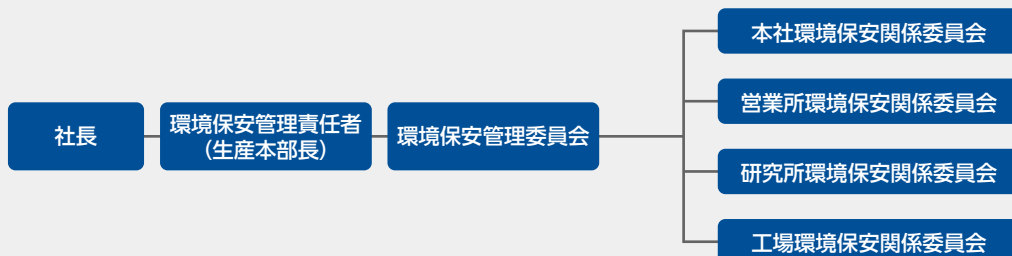 社長
環境保安管理責任者
（生産本部長）
環境保安管理委員会
本社環境保安関係委員会
営業所環境保安関係委員会
研究所環境保安関係委員会
工場環境保安関係委員会